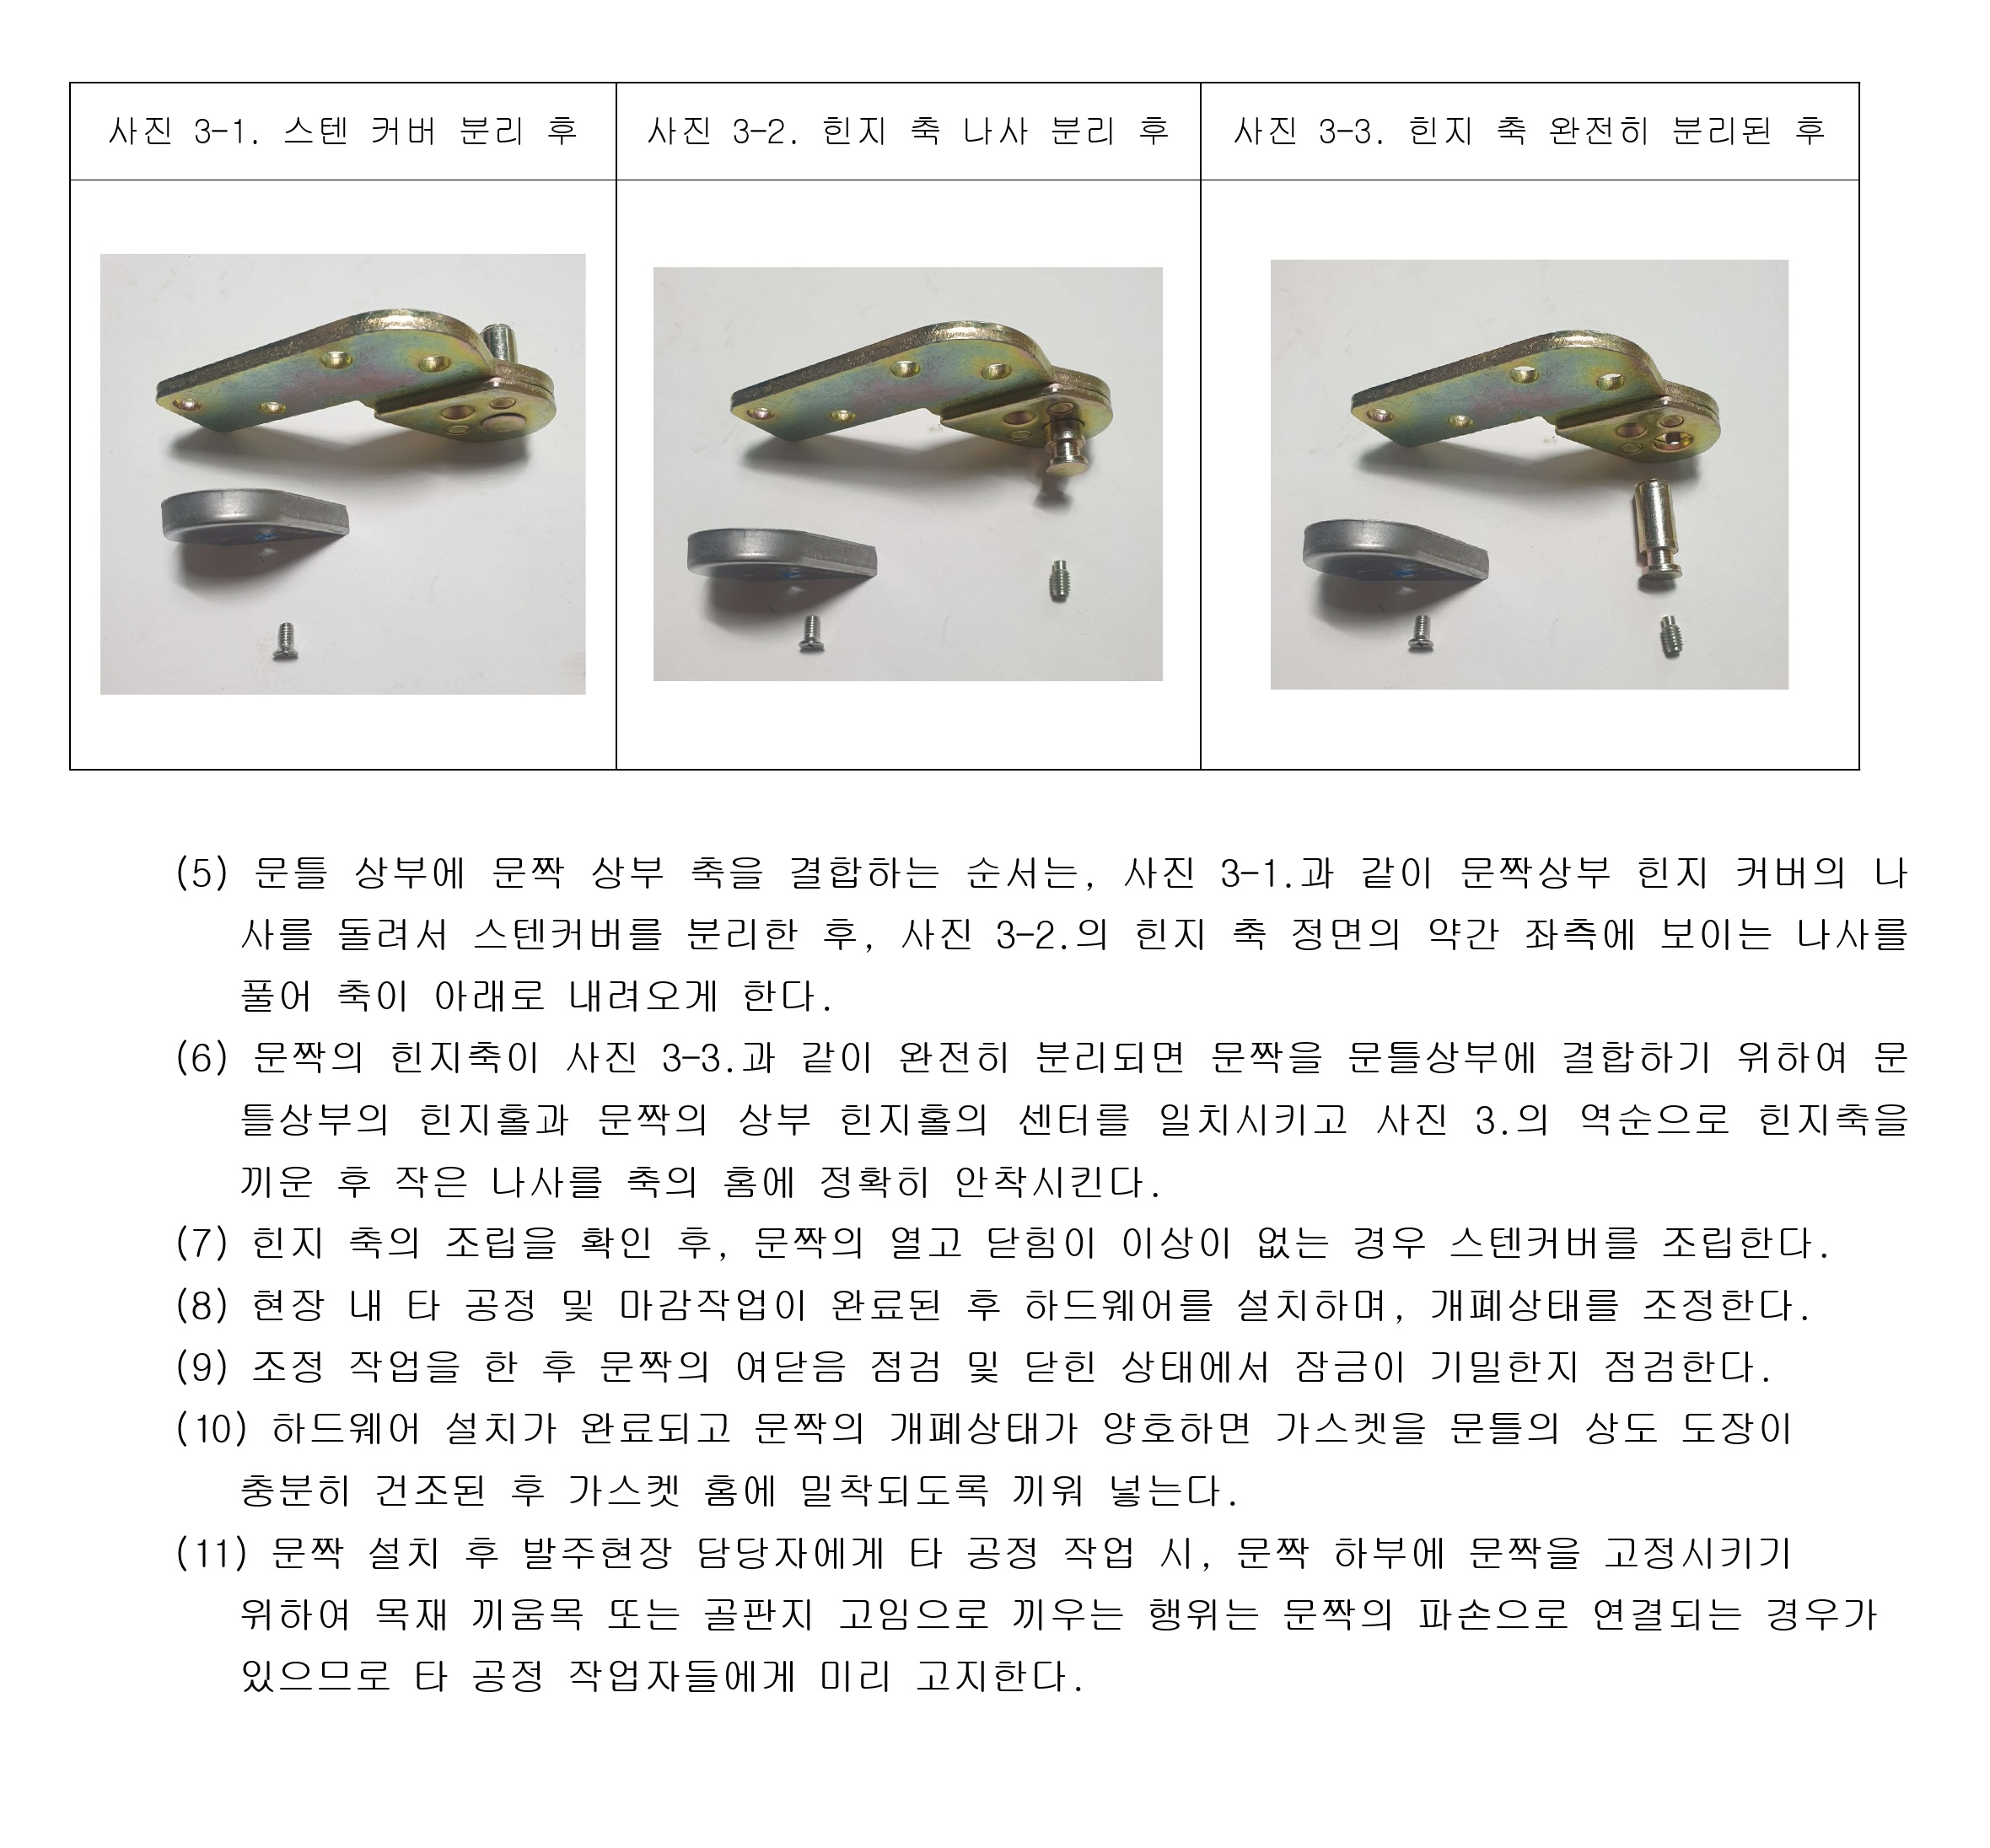 사진 3-1. 스텐 커버 분리 후
사진 3-2. 힌지 축 나사 분리 후
사진 3-3. 힌지 축 완전히 분리된 후
(5) 문틀 상부에 문짝 상부 축을 결합하는 순서는, 사진 3-1.과 같이 문짝상부 힌지 커버의 나
사를 돌려서 스텐커버를 분리한 후, 사진 3-2.의 힌지 축 정면의 약간 좌측에 보이는 나사를
풀어 축이 아래로 내려오게 한다.
(6) 문짝의 힌지축이 사진 3-3.과 같이 완전히 분리되면 문짝을 문틀상부에 결합하기 위하여 문
틀상부의 힌지홀과 문짝의 상부 힌지홀의 센터를 일치시키고 사진 3.의 역순으로 힌지축을
끼운 후 작은 나사를 축의 홈에 정확히 안착시킨다.
(7) 힌지 축의 조립을 확인 후, 문짝의 열고 닫힘이 이상이 없는 경우 스텐커버를 조립한다.
(8) 현장 내 타 공정 및 마감작업이 완료된 후 하드웨어를 설치하며, 개폐상태를 조정한다.
(9) 조정 작업을 한 후 문짝의 여닫음 점검 및 닫힌 상태에서 잠금이 기밀한지 점검한다.
(10) 하드웨어 설치가 완료되고 문짝의 개폐상태가 양호하면 가스켓을 문틀의 상도 도장이
충분히 건조된 후 가스켓 홈에 밀착되도록 끼워 넣는다.
(11) 문짝 설치 후 발주현장 담당자에게 타 공정 작업 시, 문짝 하부에 문짝을 고정시키기
위하여 목재 끼움목 또는 골판지 고임으로 끼우는 행위는 문짝의 파손으로 연결되는 경우가
있으므로 타 공정 작업자들에게 미리 고지한다.